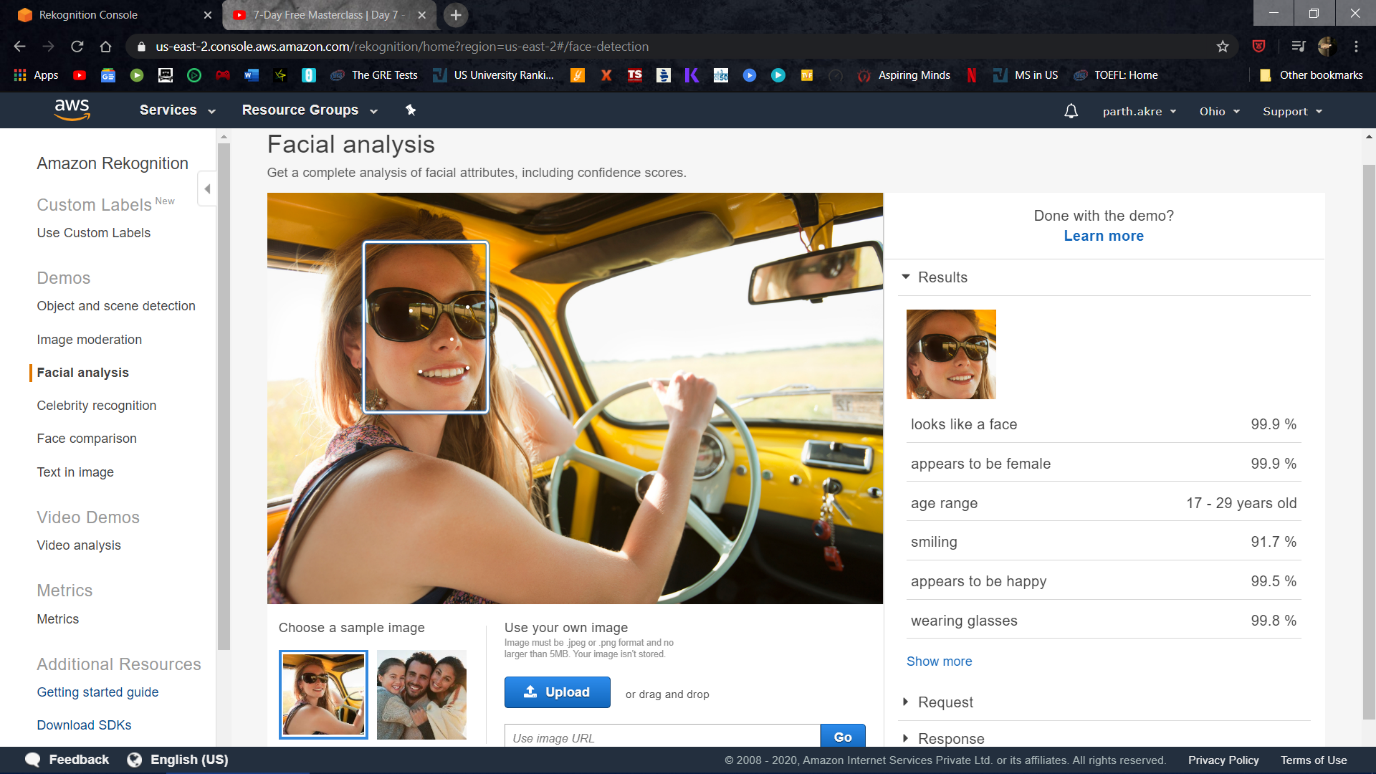 Rekognition Console
7-Day Free Masterclass | Day 7 -
us-east-2.console.aws.amazon.com/rekognition/home?region=us-east-2#/face-detection
Apps
The GRE Tests
US University Ranki...
TS
Aspiring Minds
MS in US
TOEFL: Home
Other bookmarks
aws
Services
Resource Groups
parth.akre
Ohio
Support
Amazon Rekognition
Custom Labels New
Use Custom Labels
Demos
Object and scene detection
Image moderation
Facial analysis
Celebrity recognition
Face comparison
Text in image
Video Demos
Video analysis
Metrics
Metrics
Additional Resources
Getting started guide
Download SDKs
Facial analysis
Get a complete analysis of facial attributes, including confidence scores.
Choose a sample image
Use your own image
Image must be .jpeg or .png format and no
larger than 5MB. Your image isn't stored.
Upload
or drag and drop
Use image URL
Go
Done with the demo?
Learn more
Results
looks like a face 99.9 %
appears to be female 99.9 %
age range 17 - 29 years old
smiling 91.7 %
appears to be happy 99.5 %
wearing glasses 99.8 %
Show more
Request
Response
Feedback
English (US)
© 2008 - 2020, Amazon Internet Services Private Ltd. or its affiliates. All rights reserved.
Privacy Policy
Terms of Use